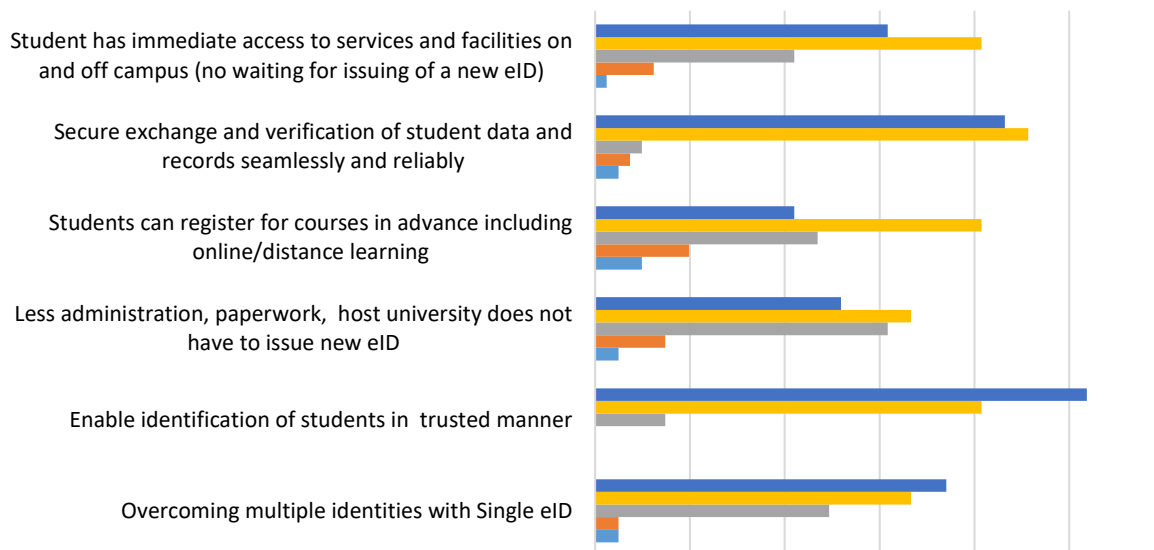 Student has immediate access to services and facilities on
and off campus (no waiting for issuing of a new eID)
Secure exchange and verification of student data and
records seamlessly and reliably
Students can register for courses in advance including
online/distance learning
Less administration, paperwork,  host university does not
have to issue new eID
Enable identification of students in  trusted manner
Overcoming multiple identities with Single eID